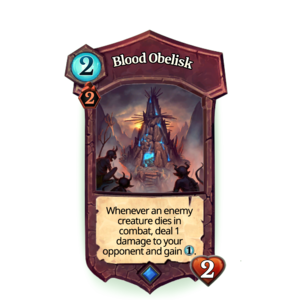 2
Blood Obelisk
2
Whenever an enemy
creature dies in
combat, deal 1
damage to your
opponent and gain 1.
2